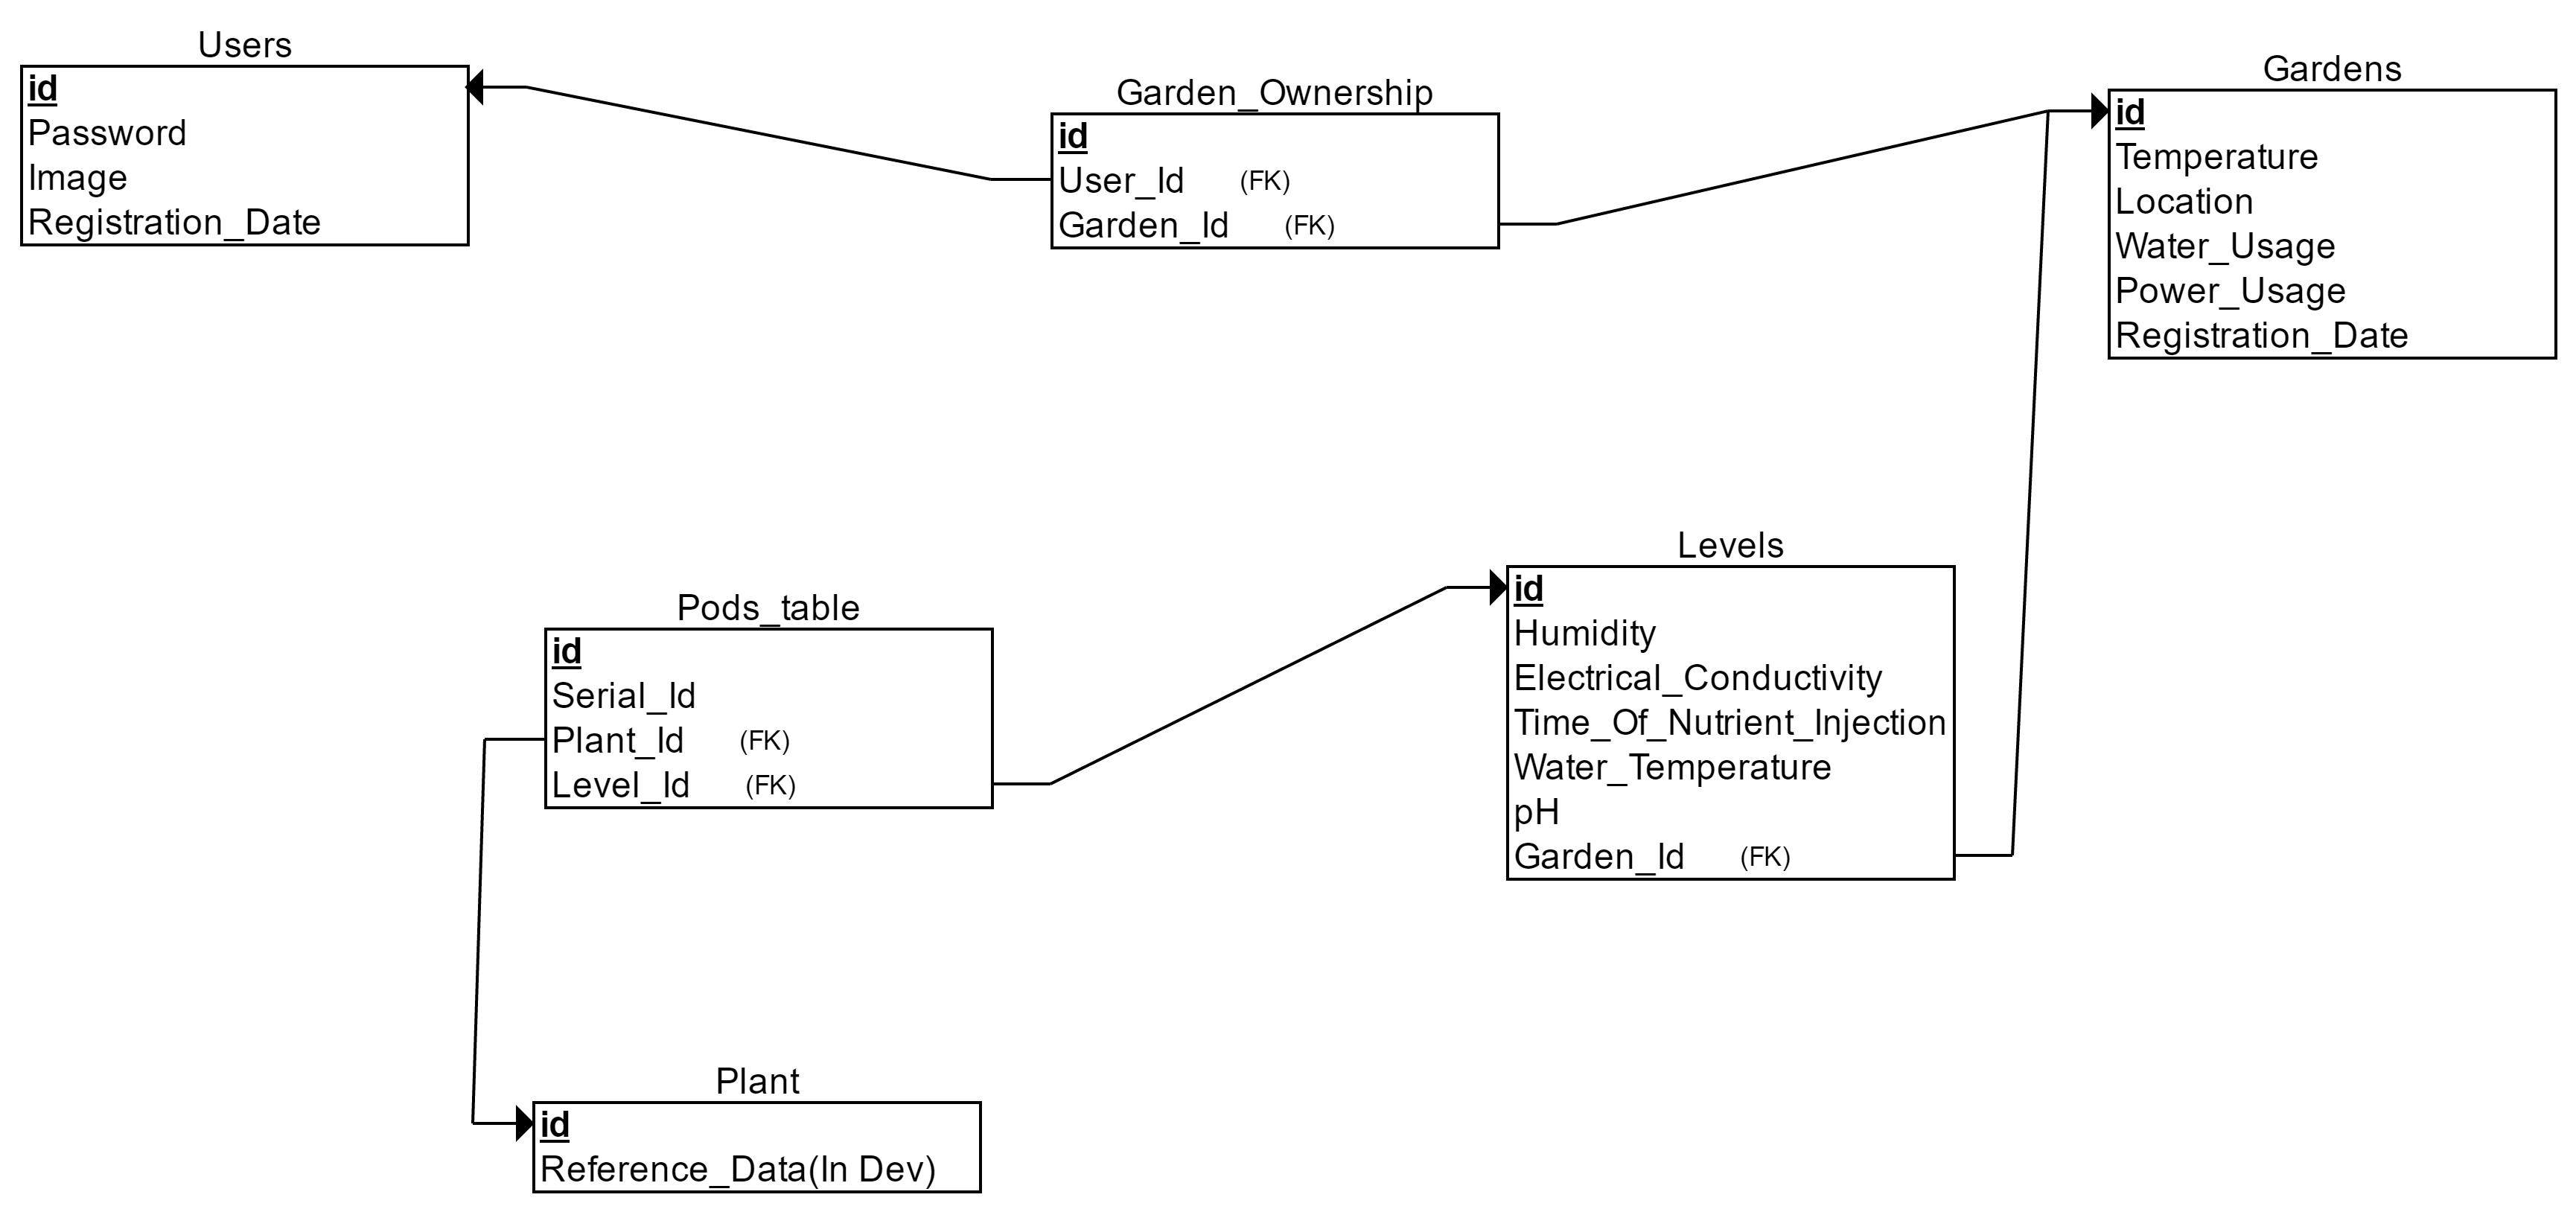 Users
id
Password
Image
Registration_Date
Garden_Ownership
id
User_Id (FK)
Garden_Id (FK)
Gardens
id
Temperature
Location
Water_Usage
Power_Usage
Registration_Date
Pods_table
id
Serial_Id
Plant_Id (FK)
Level_Id (FK)
Levels
id
Humidity
Electrical_Conductivity
Time_Of_Nutrient_Injection
Water_Temperature
pH
Garden_Id (FK)
Plant
id
Reference_Data(In Dev)